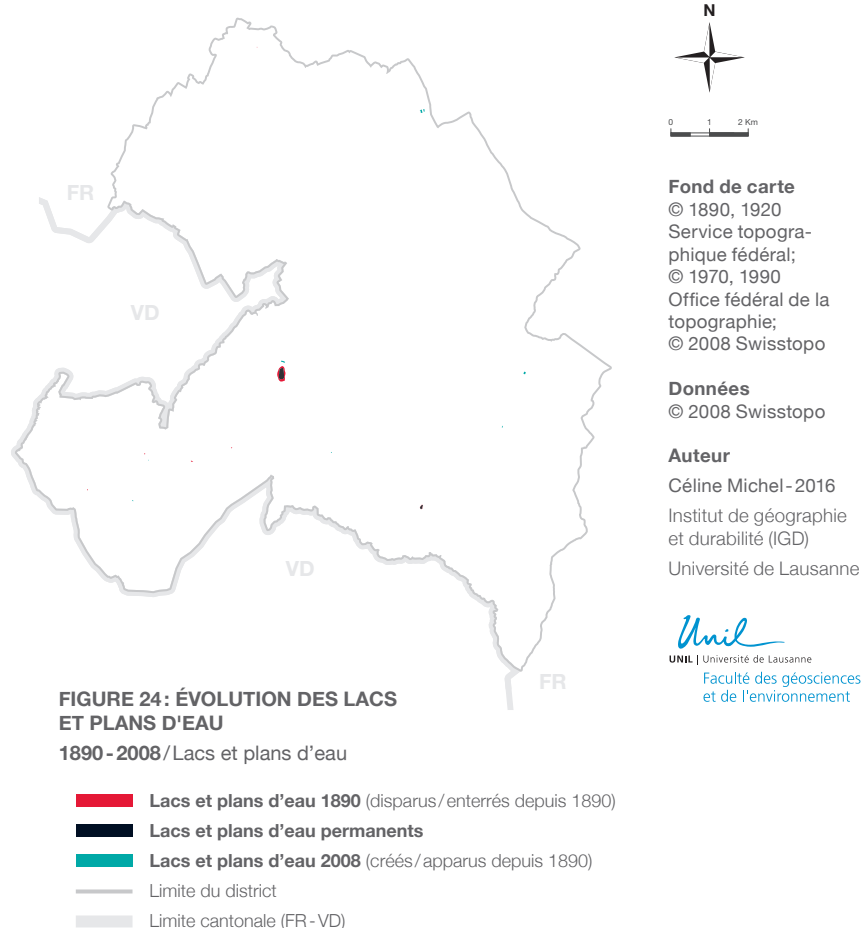 N
0 1 2 Km
FR
VD
VD
FR
Fond de carte
© 1890, 1920
Service topogra-
phique fédéral;
© 1970, 1990
Office fédéral de la
topographie;
© 2008 Swisstopo
Données
© 2008 Swisstopo
Auteur
Céline Michel - 2016
Institut de géographie
et durabilité (IGD)
Université de Lausanne
Unil
UNIL | Université de Lausanne
Faculté des géosciences
et de l'environnement
FIGURE 24 : ÉVOLUTION DES LACS
ET PLANS D'EAU
1890 - 2008 / Lacs et plans d'eau
Lacs et plans d'eau 1890 (disparus / enterrés depuis 1890)
Lacs et plans d'eau permanents
Lacs et plans d'eau 2008 (créés / apparus depuis 1890)
Limite du district
Limite cantonale (FR - VD)